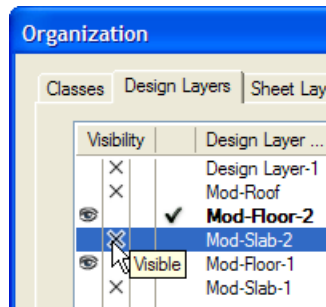 Organization
Classes Design Layers Sheet Lay
Visibility Design Layer ...
Design Layer-1
Mod-Roof
Mod-Floor-2
Mod-Slab-2
Visible Mod-Floor-1
Mod-Slab-1